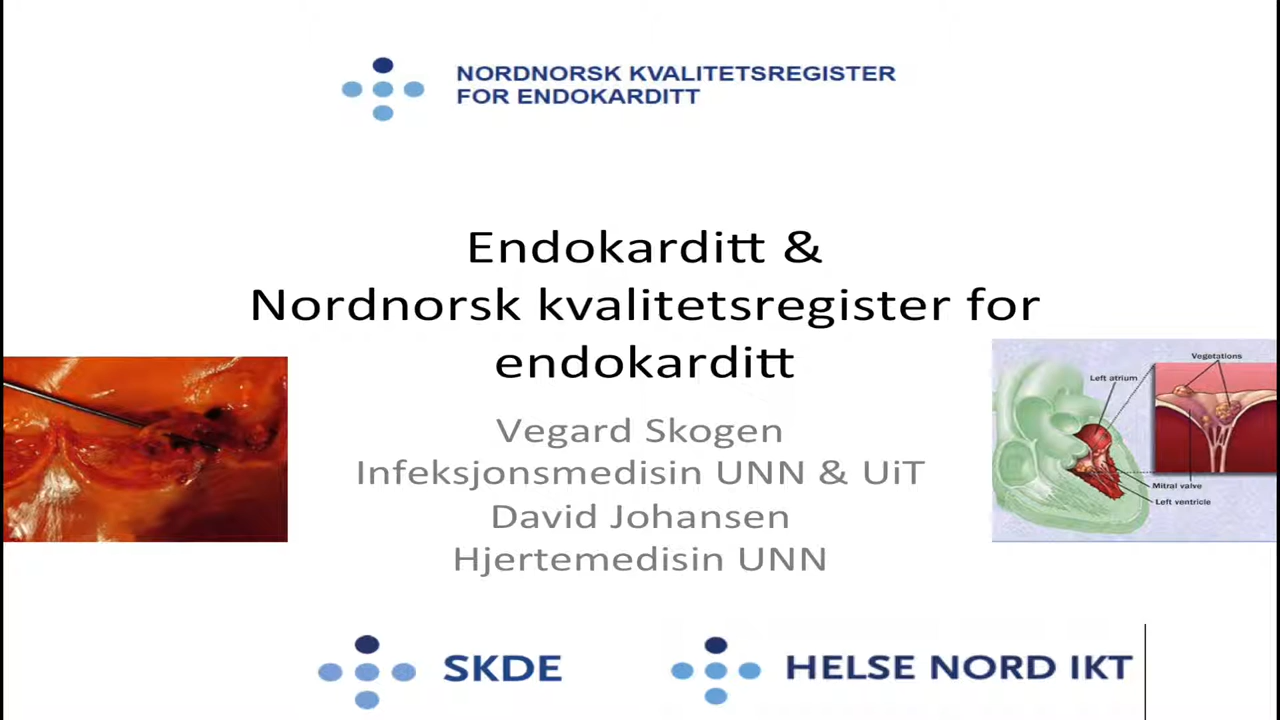 NORDNORSK KVALITETSREGISTER
FOR ENDOKARDITT
Endokarditt &
Nordnorsk kvalitetsregister for
endokarditt
Vegard Skogen
Infeksjonsmedisin UNN & UiT
David Johansen
Hjertemedisin UNN
Vegetations
Left atrium
Mitral valve
Left ventricle
SKDE
HELSE NORD IKT